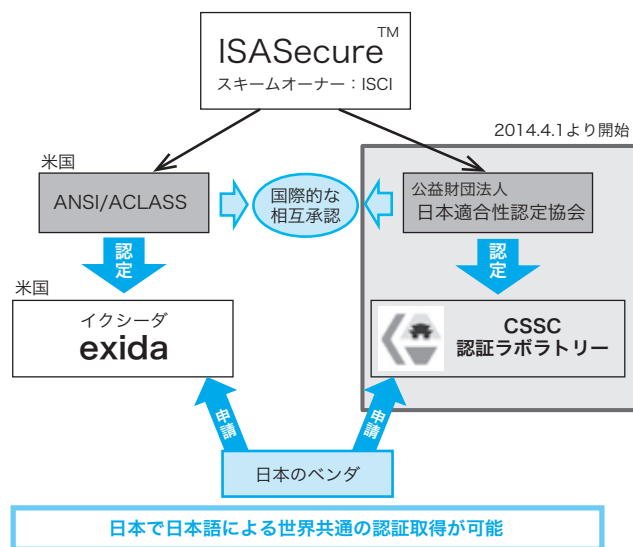 ISASecure™
スキームオーナー：ISCI
2014.4.1より開始
米国
ANSI/ACLASS
国際的な
相互承認
公益財団法人
日本適合性認定協会
認定
認定
米国
イクシーダ
exida
CSSC
認証ラボラトリー
申請
申請
日本のベンダ
日本で日本語による世界共通の認証取得が可能